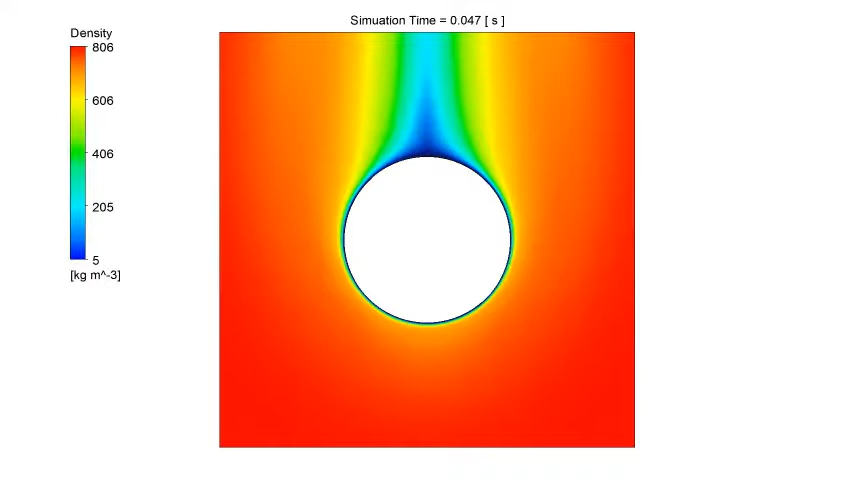 Simuation Time = 0.047 [ s ]
Density
806
606
406
205
5
[kg m^-3]